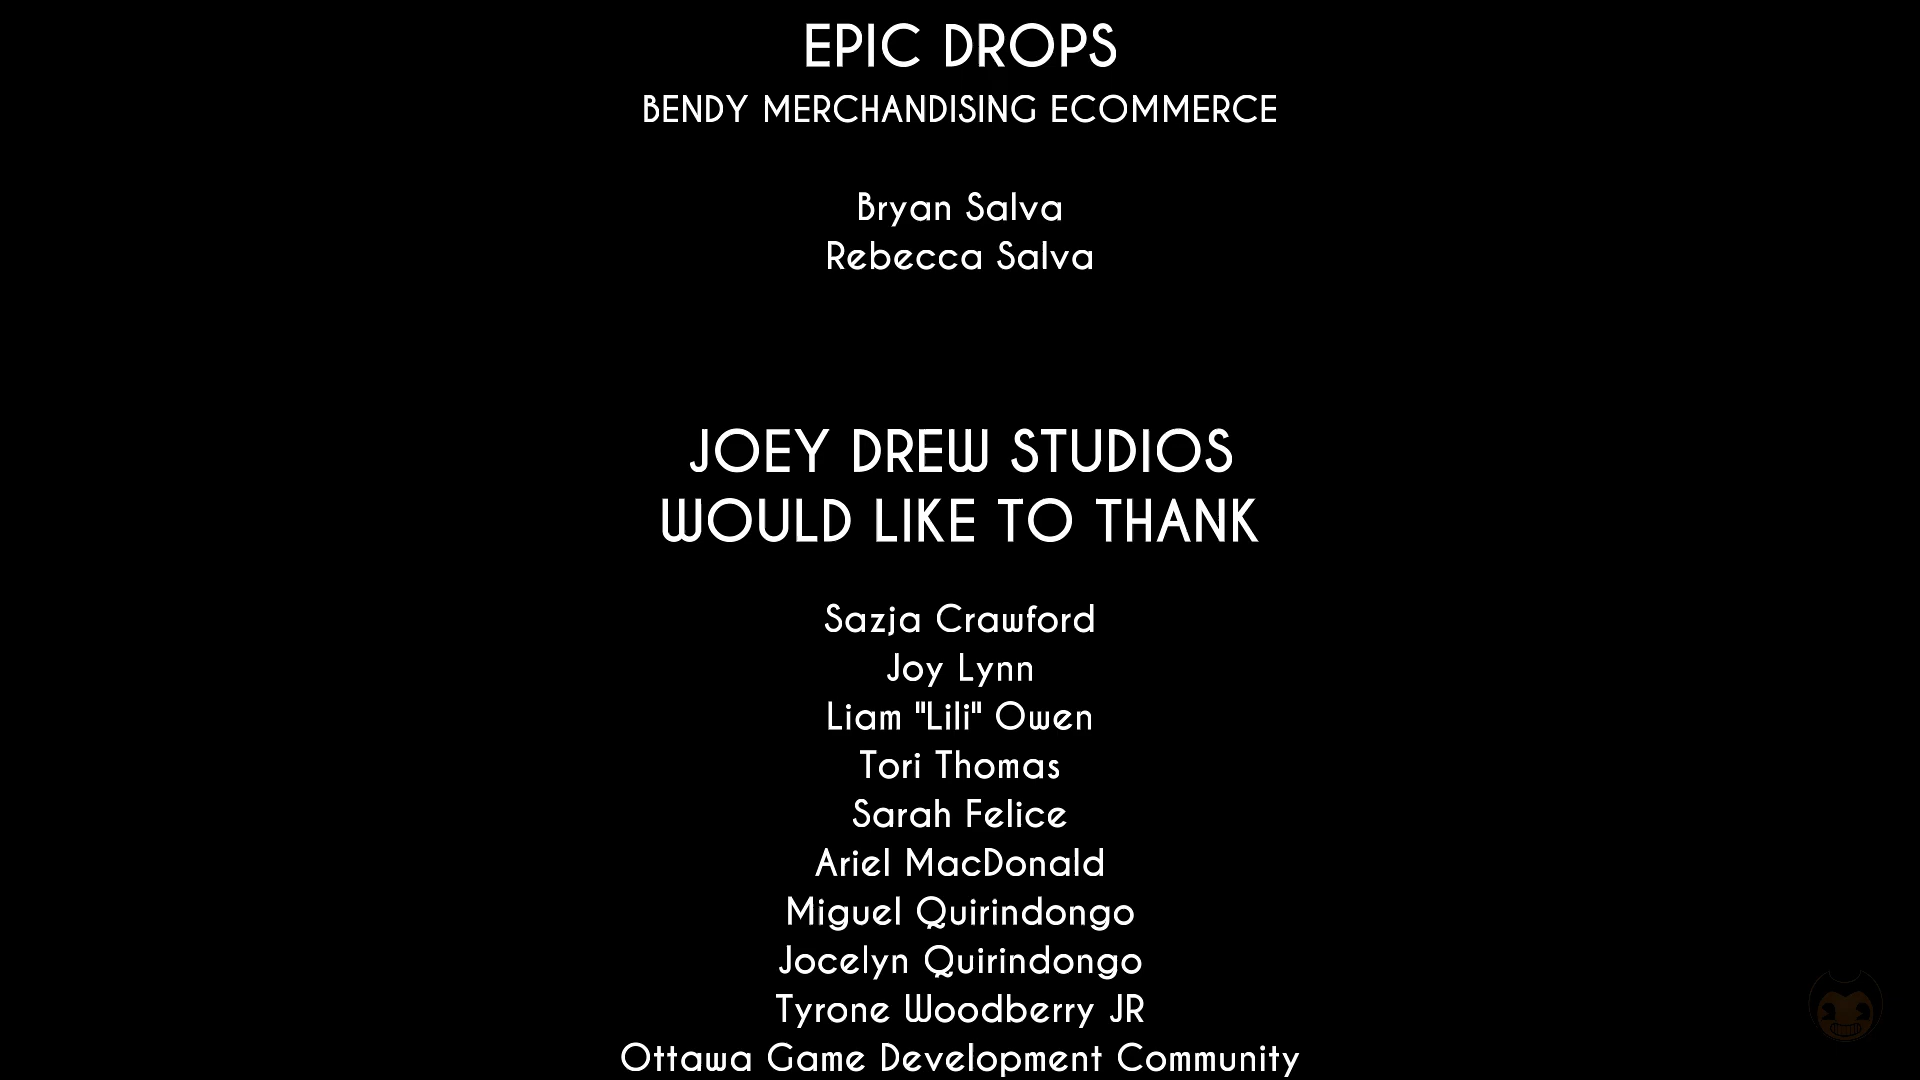 EPIC DROPS
BENDY MERCHANDISING ECOMMERCE
Bryan Salva
Rebecca Salva
JOEY DREW STUDIOS
WOULD LIKE TO THANK
Sazja Crawford
Joy Lynn
Liam "Lili" Owen
Tori Thomas
Sarah Felice
Ariel MacDonald
Miguel Quirindongo
Jocelyn Quirindongo
Tyrone Woodberry JR
Ottawa Game Development Community